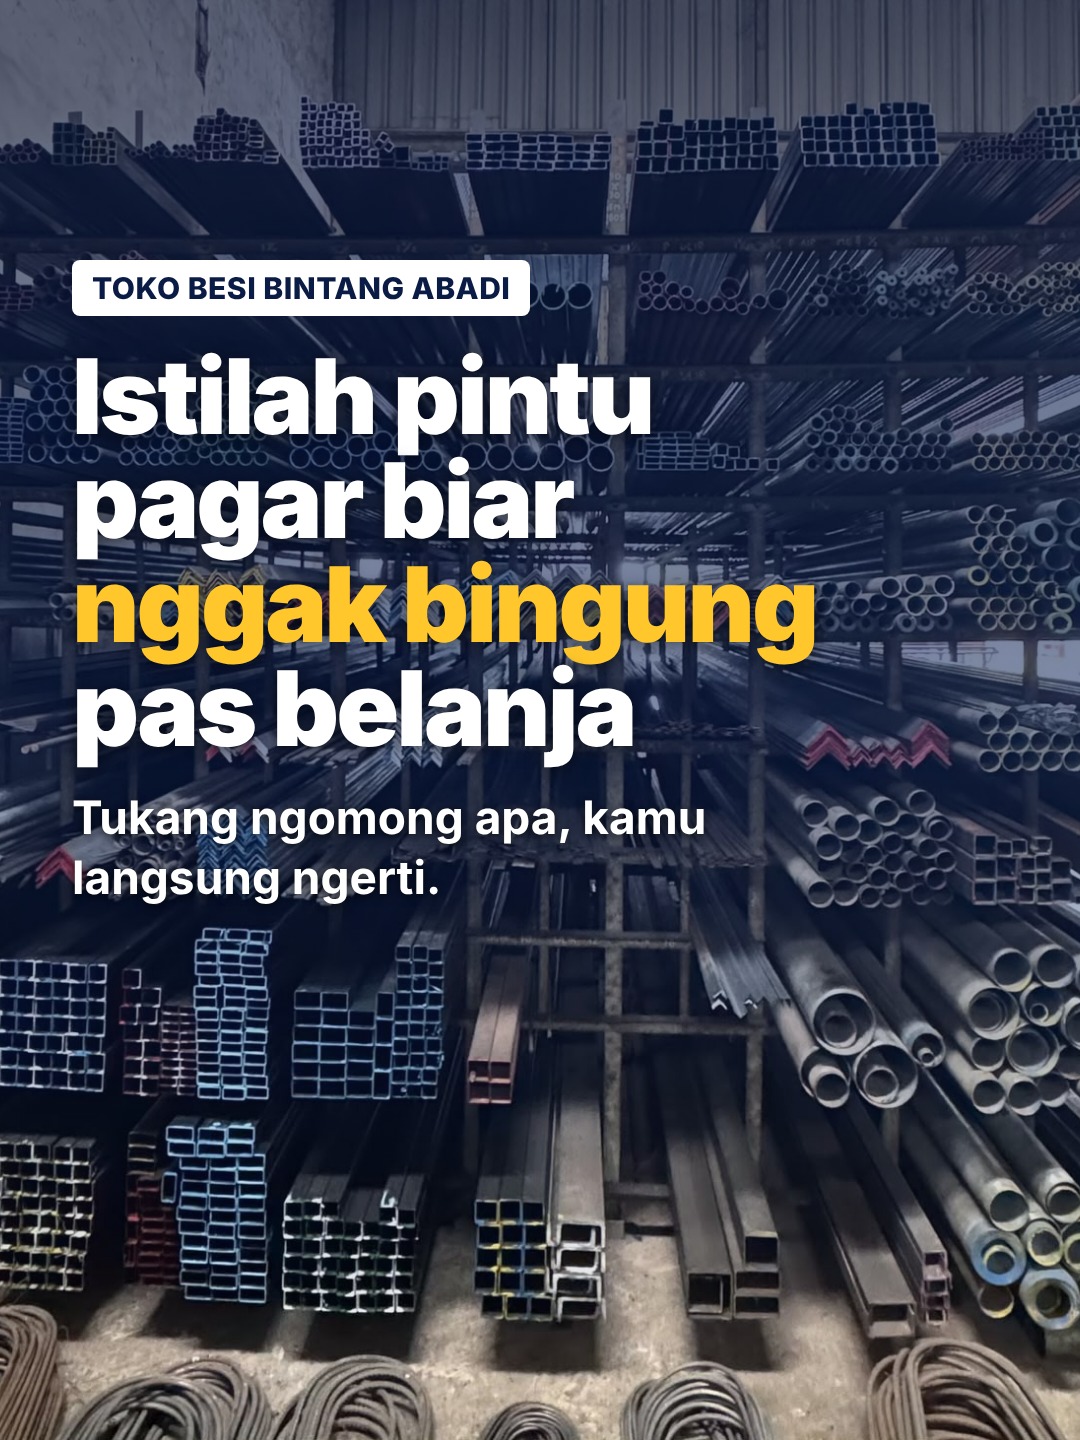 TOKO BESI BINTANG ABADI
Istilah pintu
pagar biar
nggak bingung
pas belanja
Tukang ngomong apa, kamu
langsung ngerti.